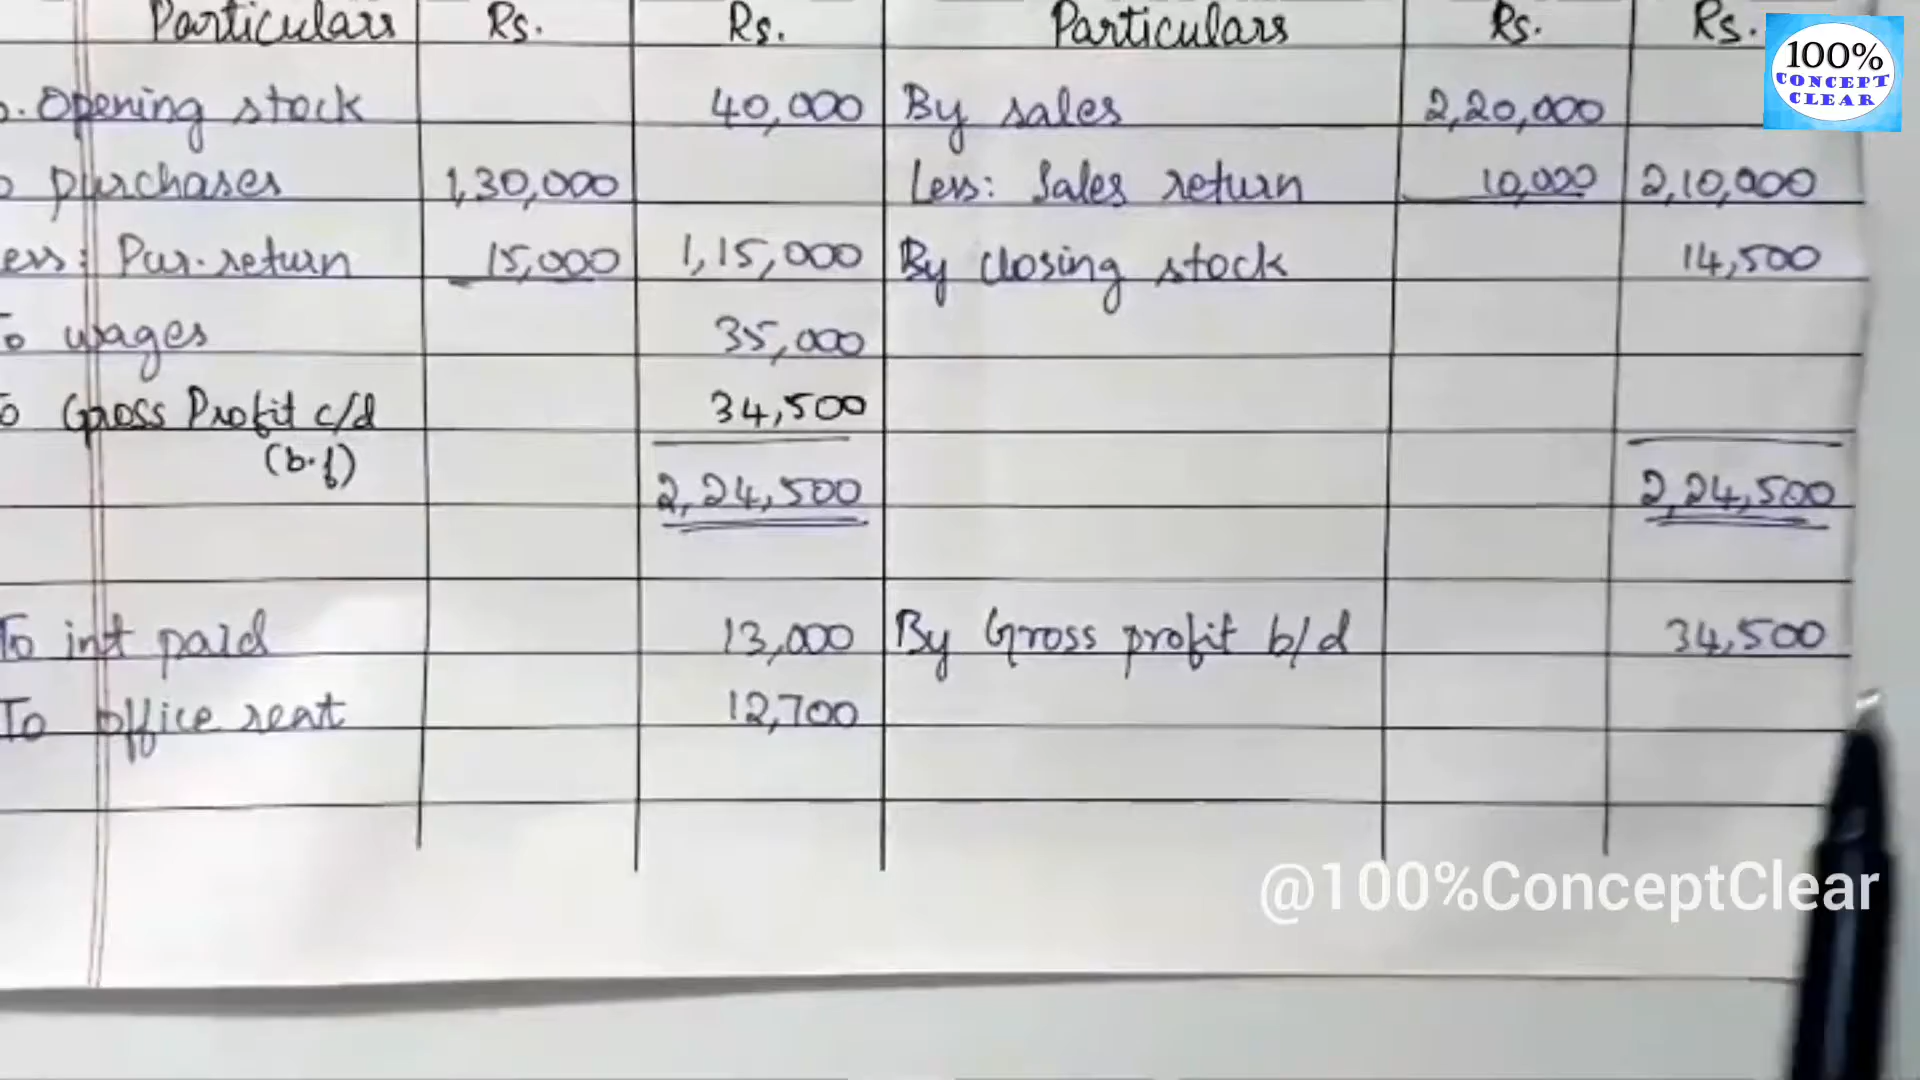 Particulars Rs. Rs. Particulars Rs. Rs.
100%
CONCEPT
CLEAR
o. Opening stock 40,000 By sales 2,20,000
o purchases 1,30,000 Less: Sales return 10,000 2,10,000
ess: Pur. return 15,000 1,15,000 By closing stock 14,500
To wages 35,000
To Gross Profit c/d 34,500
(b.f)
2,24,500 2,24,500
To int paid 13,000 By Gross profit b/d 34,500
To office rent 12,700
@100%ConceptClear